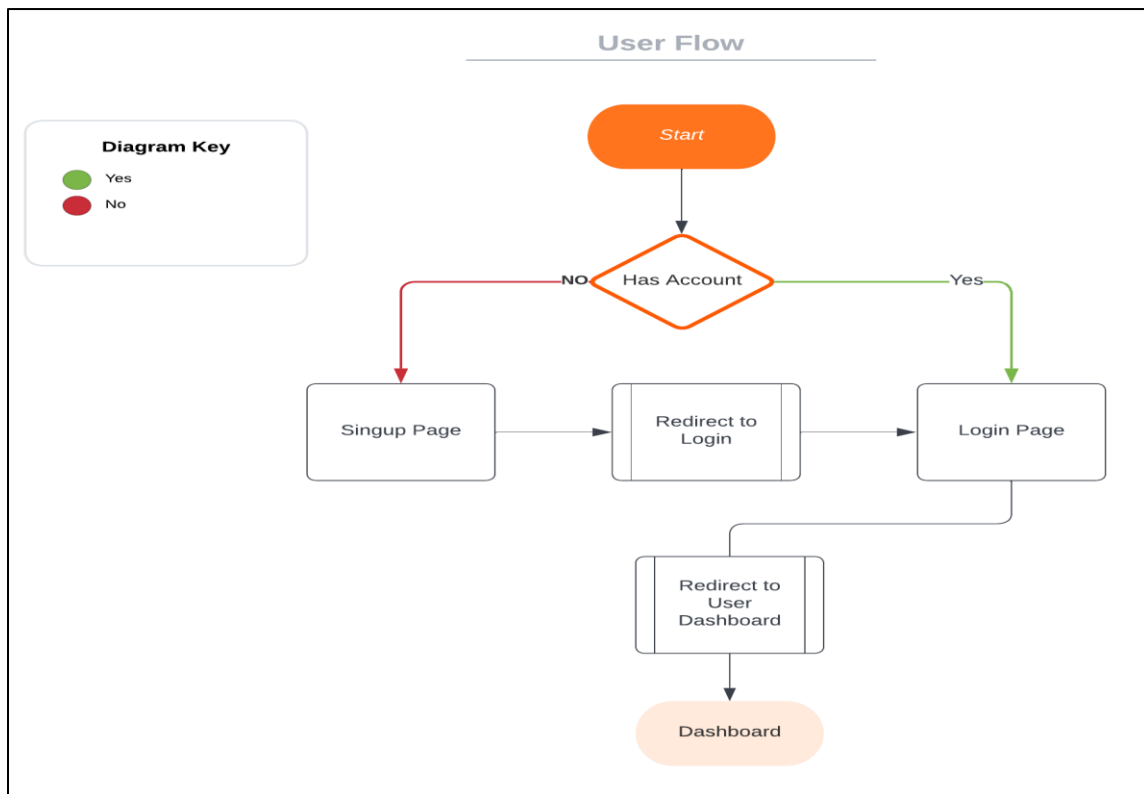 User Flow
Diagram Key
Yes
No
Start
Has Account
NO
Yes
Singup Page
Redirect to
Login
Login Page
Redirect to
User
Dashboard
Dashboard